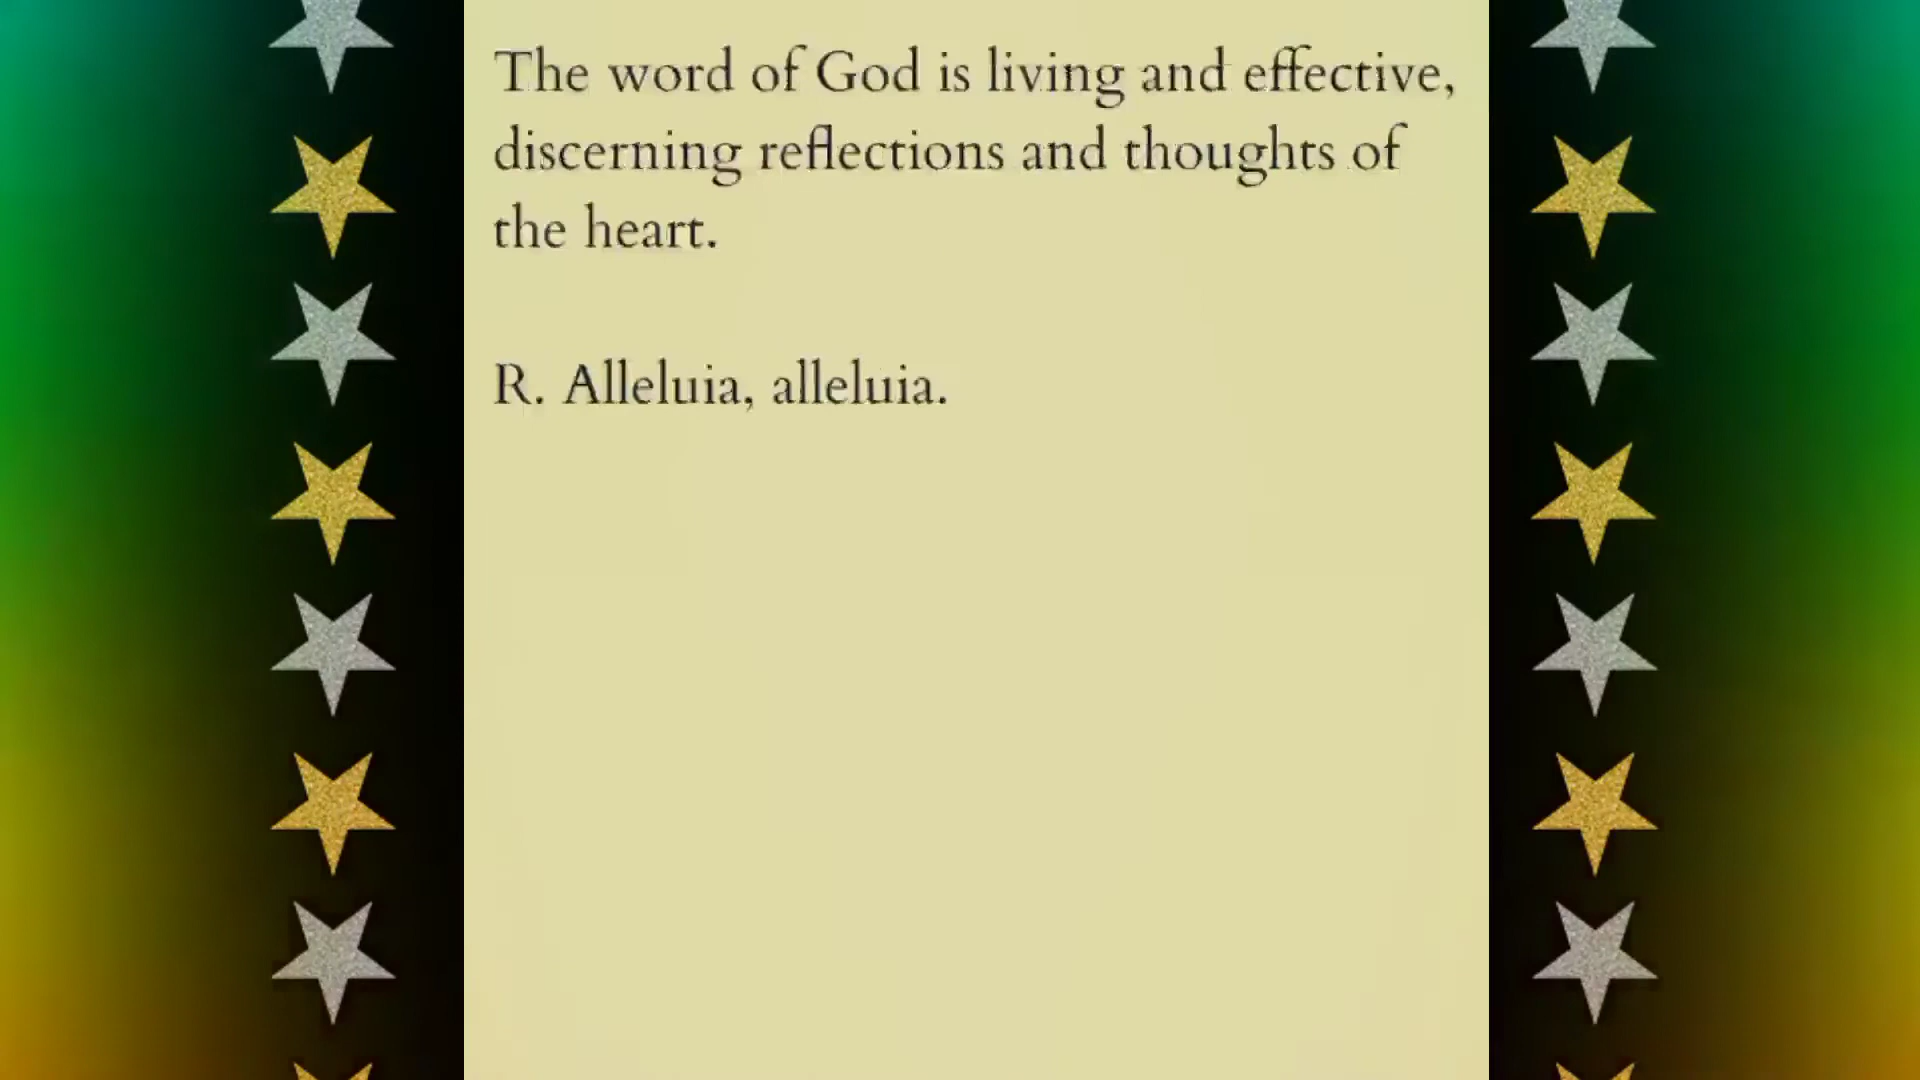 The word of God is living and effective,
discerning reflections and thoughts of
the heart.
R. Alleluia, alleluia.